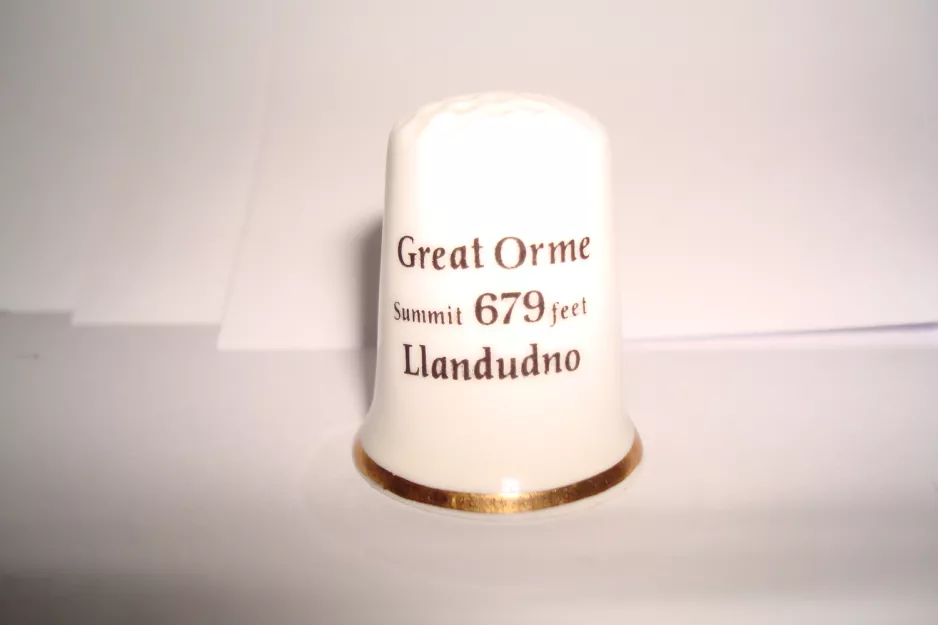 Great Orme
Summit 679 feet
Llandudno